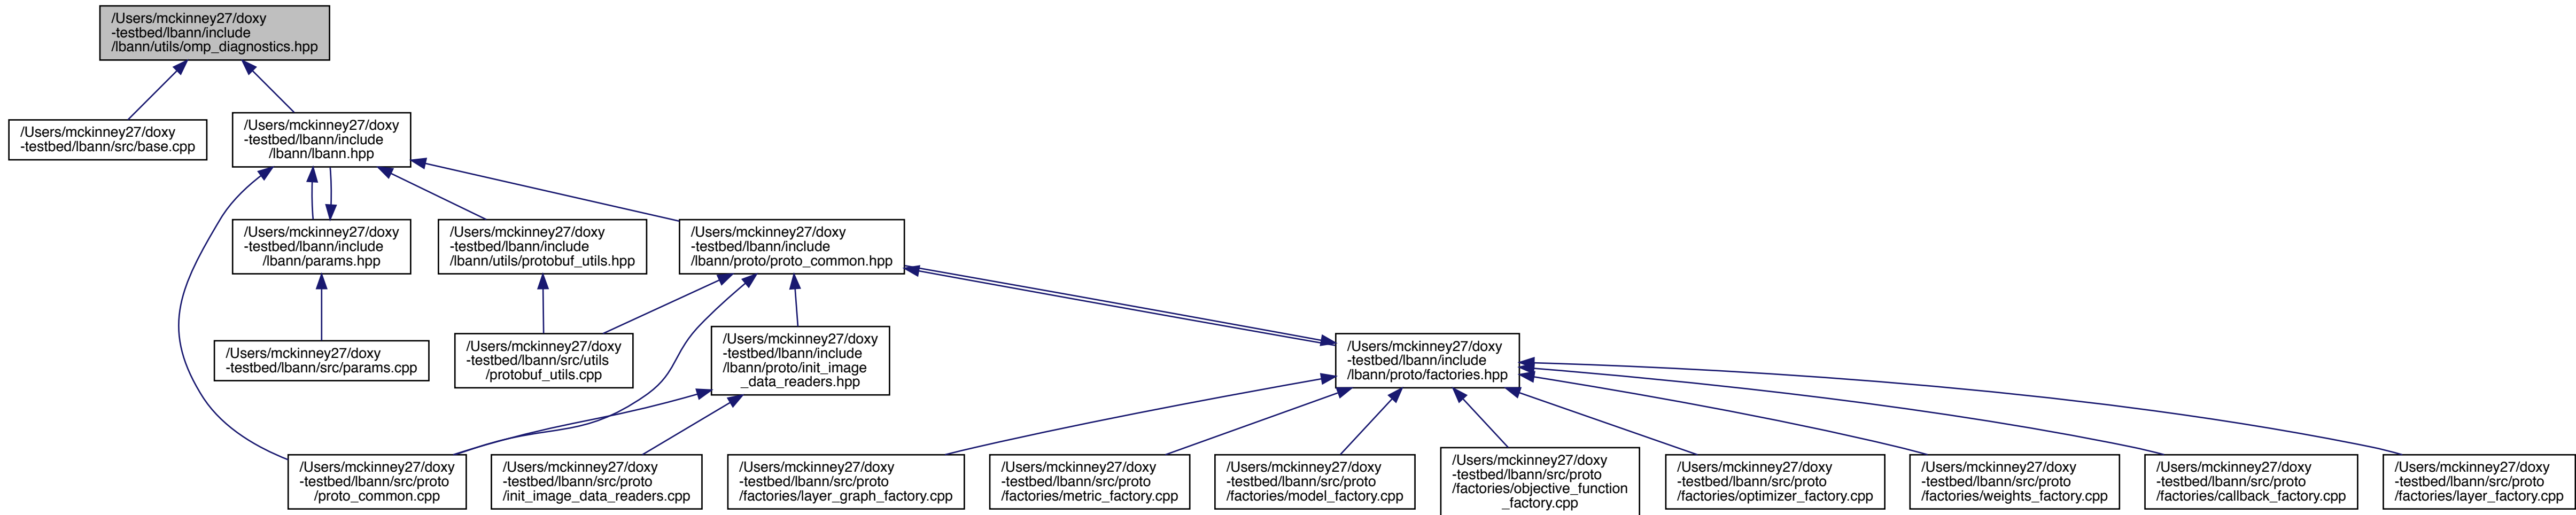 /Users/mckinney27/doxy
-testbed/lbann/include
/lbann/utils/omp_diagnostics.hpp
/Users/mckinney27/doxy
-testbed/lbann/src/base.cpp
/Users/mckinney27/doxy
-testbed/lbann/include
/lbann/lbann.hpp
/Users/mckinney27/doxy
-testbed/lbann/include
/lbann/params.hpp
/Users/mckinney27/doxy
-testbed/lbann/include
/lbann/utils/protobuf_utils.hpp
/Users/mckinney27/doxy
-testbed/lbann/include
/lbann/proto/proto_common.hpp
/Users/mckinney27/doxy
-testbed/lbann/src/params.cpp
/Users/mckinney27/doxy
-testbed/lbann/src/utils
/protobuf_utils.cpp
/Users/mckinney27/doxy
-testbed/lbann/include
/lbann/proto/init_image
_data_readers.hpp
/Users/mckinney27/doxy
-testbed/lbann/include
/lbann/proto/factories.hpp
/Users/mckinney27/doxy
-testbed/lbann/src/proto
/proto_common.cpp
/Users/mckinney27/doxy
-testbed/lbann/src/proto
/init_image_data_readers.cpp
/Users/mckinney27/doxy
-testbed/lbann/src/proto
/factories/layer_graph_factory.cpp
/Users/mckinney27/doxy
-testbed/lbann/src/proto
/factories/metric_factory.cpp
/Users/mckinney27/doxy
-testbed/lbann/src/proto
/factories/model_factory.cpp
/Users/mckinney27/doxy
-testbed/lbann/src/proto
/factories/objective_function
_factory.cpp
/Users/mckinney27/doxy
-testbed/lbann/src/proto
/factories/optimizer_factory.cpp
/Users/mckinney27/doxy
-testbed/lbann/src/proto
/factories/weights_factory.cpp
/Users/mckinney27/doxy
-testbed/lbann/src/proto
/factories/callback_factory.cpp
/Users/mckinney27/doxy
-testbed/lbann/src/proto
/factories/layer_factory.cpp